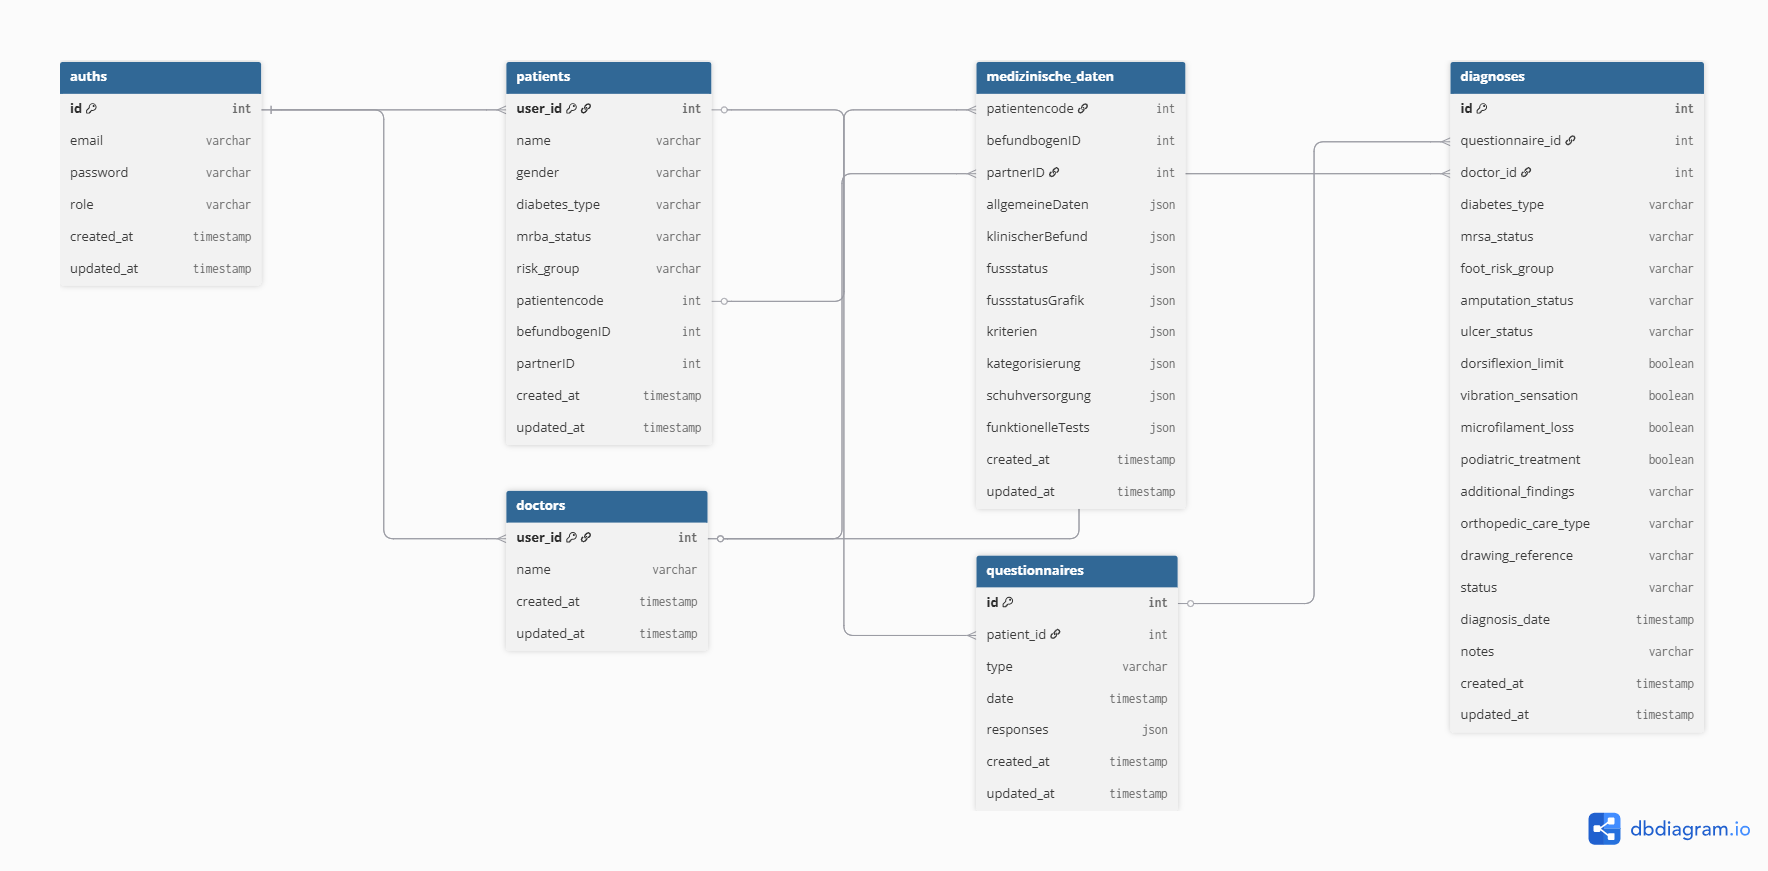 auths
id int
email varchar
password varchar
role varchar
created_at timestamp
updated_at timestamp
patients
user_id int
name varchar
gender varchar
diabetes_type varchar
mrba_status varchar
risk_group varchar
patientencode int
befundbogenID int
partnerID int
created_at timestamp
updated_at timestamp
doctors
user_id int
name varchar
created_at timestamp
updated_at timestamp
medizinische_daten
patientencode int
befundbogenID int
partnerID int
allgemeineDaten json
klinischerBefund json
fussstatus json
fussstatusGrafik json
kriterien json
kategorisierung json
schuhversorgung json
funktionelleTests json
created_at timestamp
updated_at timestamp
questionnaires
id int
patient_id int
type varchar
date timestamp
responses json
created_at timestamp
updated_at timestamp
diagnoses
id int
questionnaire_id int
doctor_id int
diabetes_type varchar
mrsa_status varchar
foot_risk_group varchar
amputation_status varchar
ulcer_status varchar
dorsiflexion_limit boolean
vibration_sensation boolean
microfilament_loss boolean
podiatric_treatment boolean
additional_findings varchar
orthopedic_care_type varchar
drawing_reference varchar
status varchar
diagnosis_date timestamp
notes varchar
created_at timestamp
updated_at timestamp
dbdiagram.io